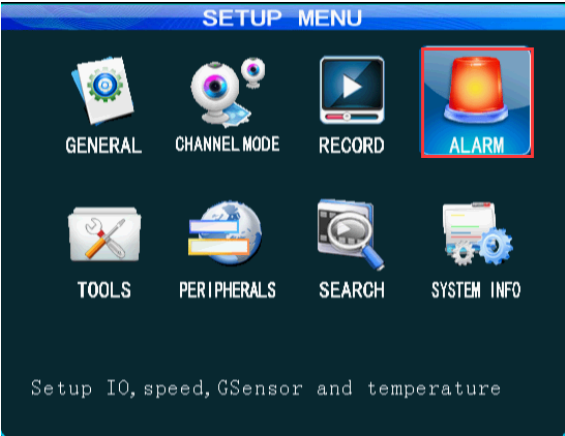 SETUP MENU
GENERAL CHANNEL MODE RECORD ALARM
TOOLS PERIPHERALS SEARCH SYSTEM INFO
Setup IO,speed,GSensor and temperature